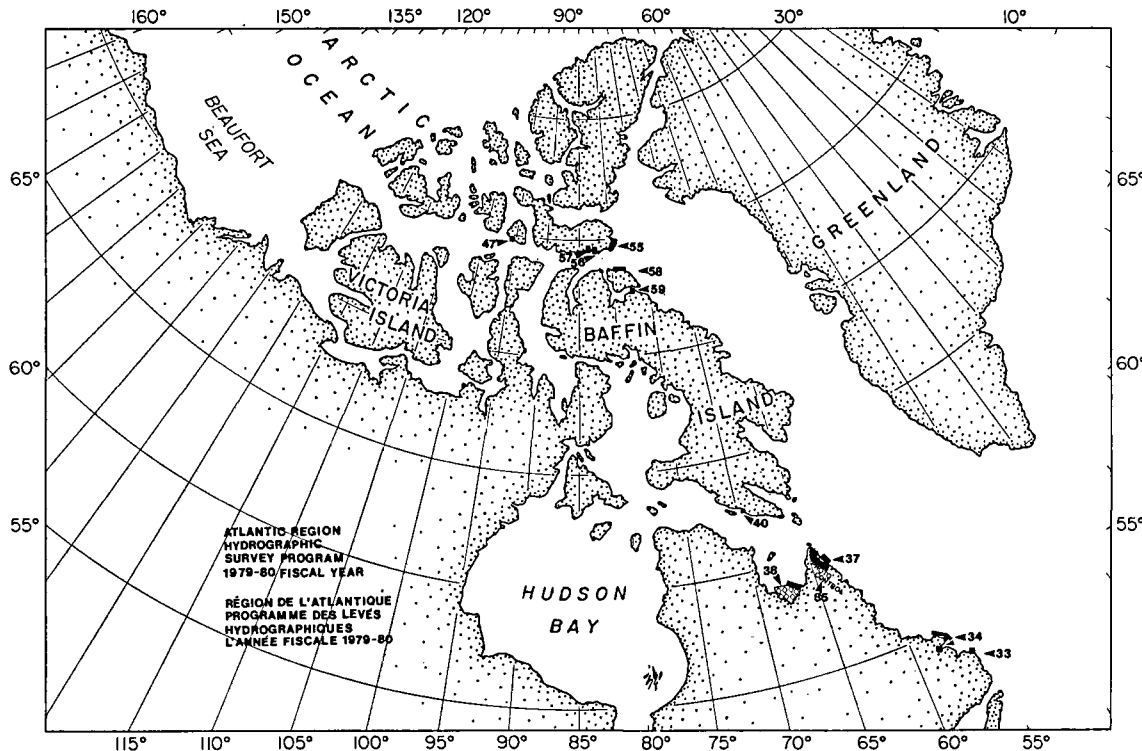 160° 150° 135° 120° 90° 60° 30° 10°
ARCTIC
OCEAN
BEAUFORT
SEA
65°
65°
GREENLAND
47
57
56
55
58
59
VICTORIA
ISLAND
BAFFIN
ISLAND
60°
60°
55°
55°
40
37
38
85
34
33
ATLANTIC REGION
HYDROGRAPHIC
SURVEY PROGRAM
1979-80 FISCAL YEAR
RÉGION DE L'ATLANTIQUE
PROGRAMME DES LEVÉS
HYDROGRAPHIQUES
L'ANNÉE FISCALE 1979-80
HUDSON
BAY
115° 110° 105° 100° 95° 90° 85° 80° 75° 70° 65° 60° 55°